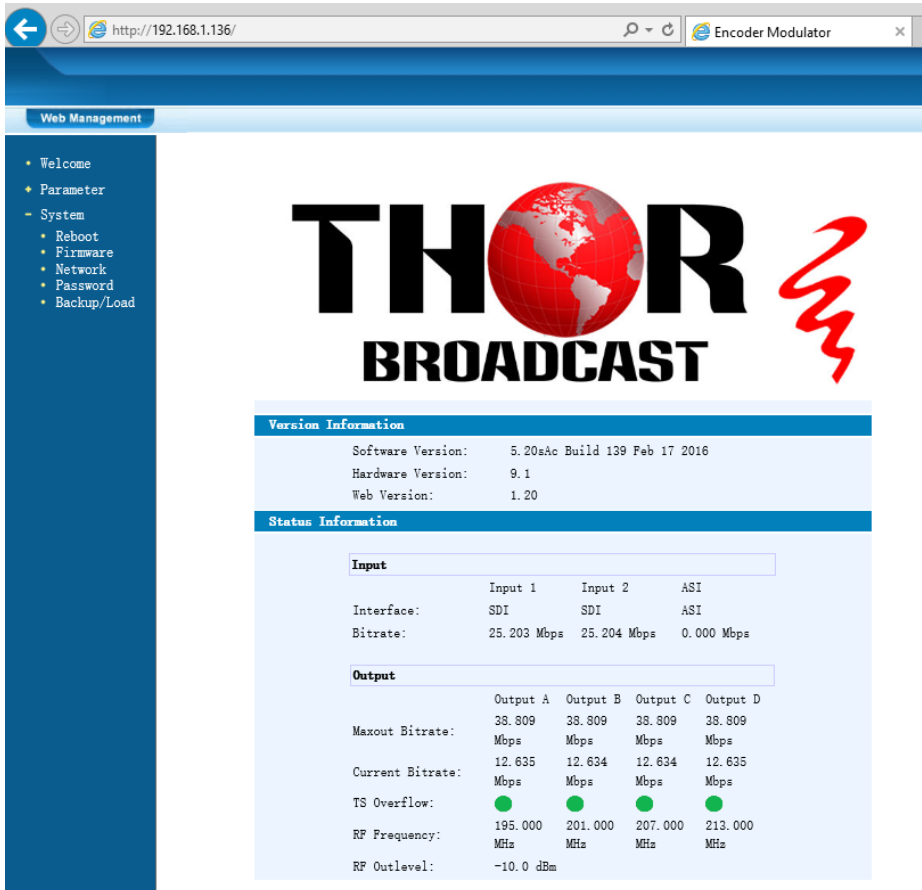 http://192.168.1.136/
Encoder Modulator
Web Management
Welcome
Parameter
System
Reboot
Firmware
Network
Password
Backup/Load
THOR
BROADCAST
Version Information
Software Version: 5.20sAc Build 139 Feb 17 2016
Hardware Version: 9.1
Web Version: 1.20
Status Information
Input
Input 1 Input 2 ASI
Interface: SDI SDI ASI
Bitrate: 25.203 Mbps 25.204 Mbps 0.000 Mbps
Output
Output A Output B Output C Output D
Maxout Bitrate: 38.809 Mbps 38.809 Mbps 38.809 Mbps 38.809 Mbps
Current Bitrate: 12.635 Mbps 12.634 Mbps 12.634 Mbps 12.635 Mbps
TS Overflow:
RF Frequency: 195.000 MHz 201.000 MHz 207.000 MHz 213.000 MHz
RF Outlevel: -10.0 dBm